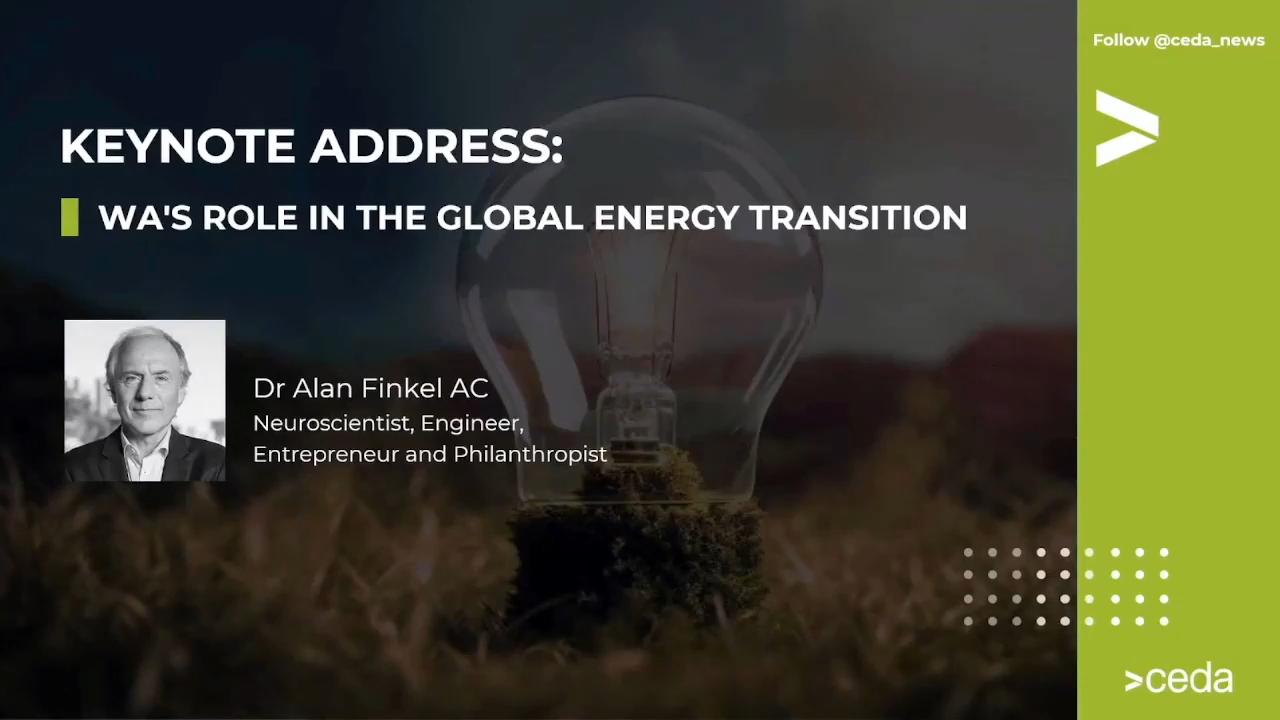 Follow @ceda_news
KEYNOTE ADDRESS:
WA'S ROLE IN THE GLOBAL ENERGY TRANSITION
Dr Alan Finkel AC
Neuroscientist, Engineer,
Entrepreneur and Philanthropist
>ceda